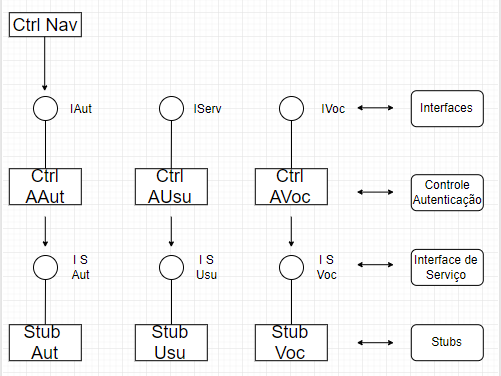 Ctrl Nav
IAut
IServ
IVoc
Interfaces
Ctrl
AAut
Ctrl
AUsu
Ctrl
AVoc
Controle
Autenticação
I S
Aut
I S
Usu
I S
Voc
Interface de
Serviço
Stub
Aut
Stub
Usu
Stub
Voc
Stubs